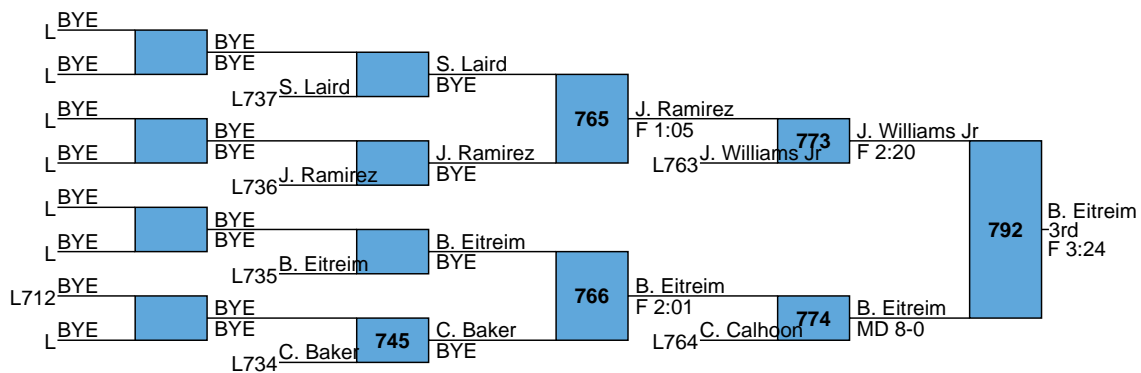 L BYE
BYE
BYE
L BYE
S. Laird
BYE
L737 S. Laird
L BYE
BYE
BYE
L BYE
765
J. Ramirez
F 1:05
J. Ramirez
BYE
L736 J. Ramirez
773
L763 J. Williams Jr
J. Williams Jr
F 2:20
L BYE
BYE
BYE
L BYE
B. Eitreim
BYE
L735 B. Eitreim
792
B. Eitreim
3rd
F 3:24
L712 BYE
BYE
BYE
L BYE
766
B. Eitreim
F 2:01
745
C. Baker
BYE
L734 C. Baker
774
L764 C. Calhoon
B. Eitreim
MD 8-0